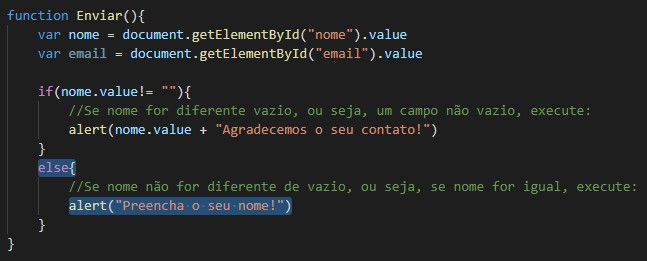 function Enviar(){
var nome = document.getElementById("nome").value
var email = document.getElementById("email").value
if(nome.value!= ""){
//Se nome for diferente vazio, ou seja, um campo não vazio, execute:
alert(nome.value + "Agradecemos o seu contato!")
}
else{
//Se nome não for diferente de vazio, ou seja, se nome for igual, execute:
alert("Preencha o seu nome!")
}
}